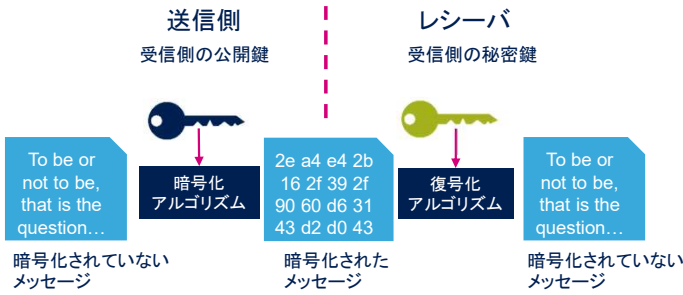 送信側
受信側の公開鍵
レシーバ
受信側の秘密鍵
To be or
not to be,
that is the
question…
暗号化されていない
メッセージ
暗号化
アルゴリズム
2e a4 e4 2b
16 2f 39 2f
90 60 d6 31
43 d2 d0 43
暗号化された
メッセージ
復号化
アルゴリズム
To be or
not to be,
that is the
question…
暗号化されていない
メッセージ